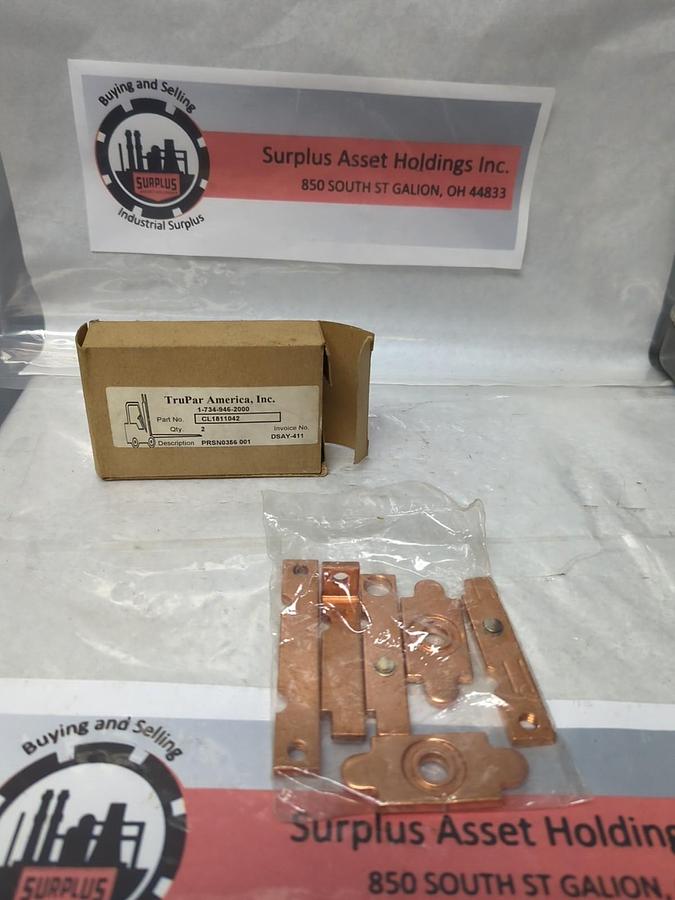 Buying and Selling
SURPLUS
Industrial Surplus
Surplus Asset Holdings Inc.
850 SOUTH ST GALION, OH 44833
TruPar America, Inc.
1-734-946-2000
Part No. CL1811042
Qty. 2 Invoice No.
DSAY-411
Description PRSN0356 001
Buying and Selling
SURPLUS
Surplus Asset Holding
850 SOUTH ST GALION,